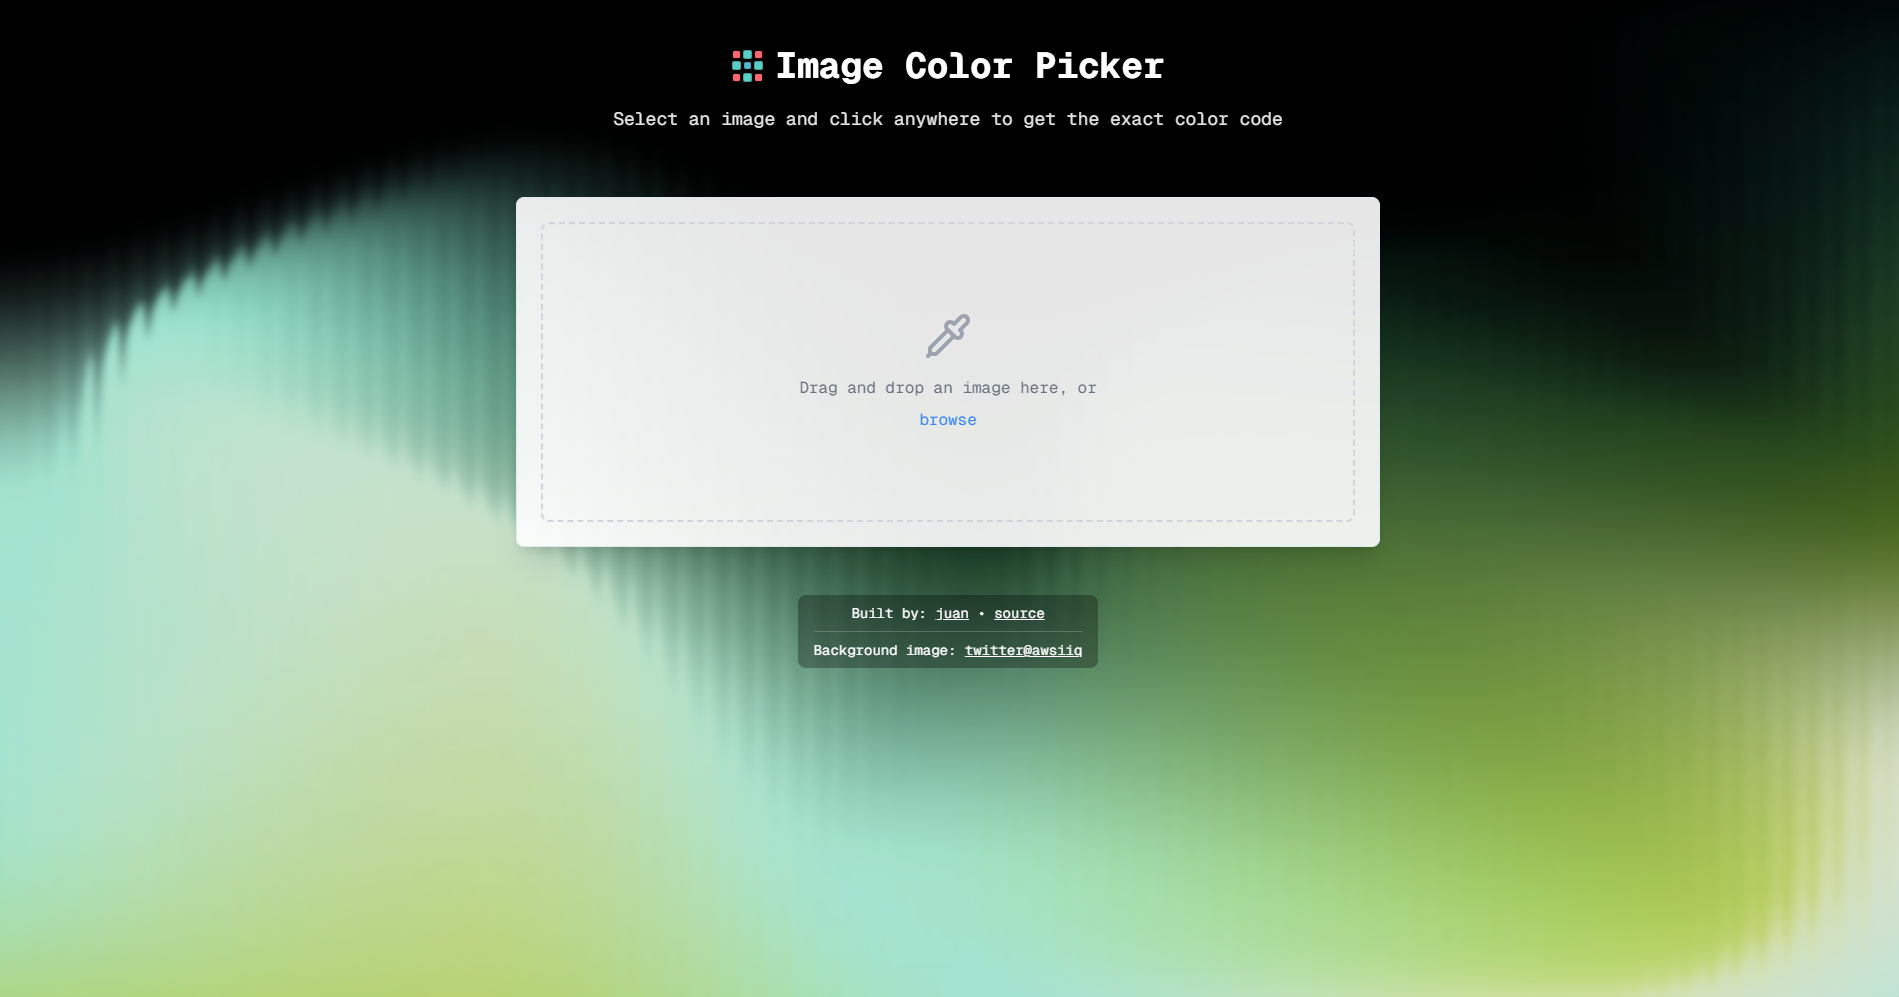 Image Color Picker
Select an image and click anywhere to get the exact color code
Drag and drop an image here, or
browse
Built by: juan • source
Background image: twitter@awsiiq